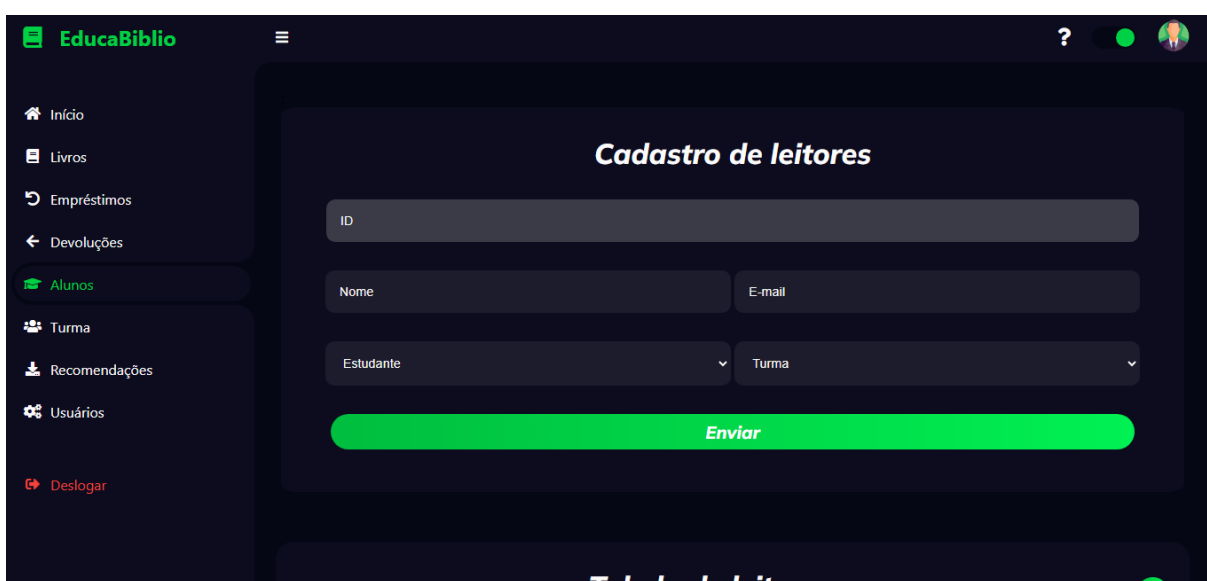 EducaBiblio
?
Início
Livros
Empréstimos
Devoluções
Alunos
Turma
Recomendações
Usuários
Deslogar
Cadastro de leitores
ID
Nome E-mail
Estudante Turma
Enviar